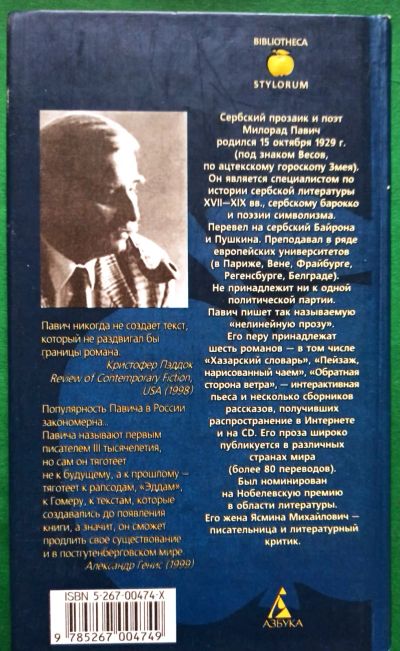 BIBLIOTHECA
STYLORUM
Сербский прозаик и поэт
Милорад Павич
родился 15 октября 1929 г.
(под знаком Весов,
по ацтекскому гороскопу Змея).
Он является специалистом по
истории сербской литературы
XVII—XIX вв., сербскому барокко
и поэзии символизма.
Перевел на сербский Байрона
и Пушкина. Преподавал в ряде
европейских университетов
(в Париже, Вене, Фрайбурге,
Регенсбурге, Белграде).
Не принадлежит ни к одной
политической партии.
Павич пишет так называемую
«нелинейную прозу».
Его перу принадлежат
шесть романов — в том числе
«Хазарский словарь», «Пейзаж,
нарисованный чаем», «Обратная
сторона ветра», — интерактивная
пьеса и несколько сборников
рассказов, получивших
распространение в Интернете
и на CD. Его проза широко
публикуется в различных
странах мира
(более 80 переводов).
Был номинирован
на Нобелевскую премию
в области литературы.
Его жена Ясмина Михайлович —
писательница и литературный
критик.
Павич никогда не создает текст,
который не раздвигал бы
границы романа.
Кристофер Пэддок
Review of Contemporary Fiction,
USA (1998)
Популярность Павича в России
закономерна...
Павича называют первым
писателем III тысячелетия,
но сам он тяготеет
не к будущему, а к прошлому —
тяготеет к рапсодам, «Эддам»,
к Гомеру, к текстам, которые
создавались до появления
книги, а значит, он сможет
продлить свое существование
и в постгутенберговском мире.
Александр Генис (1999)
ISBN 5-267-00474-X
9 785267 004749
АЗБУКА